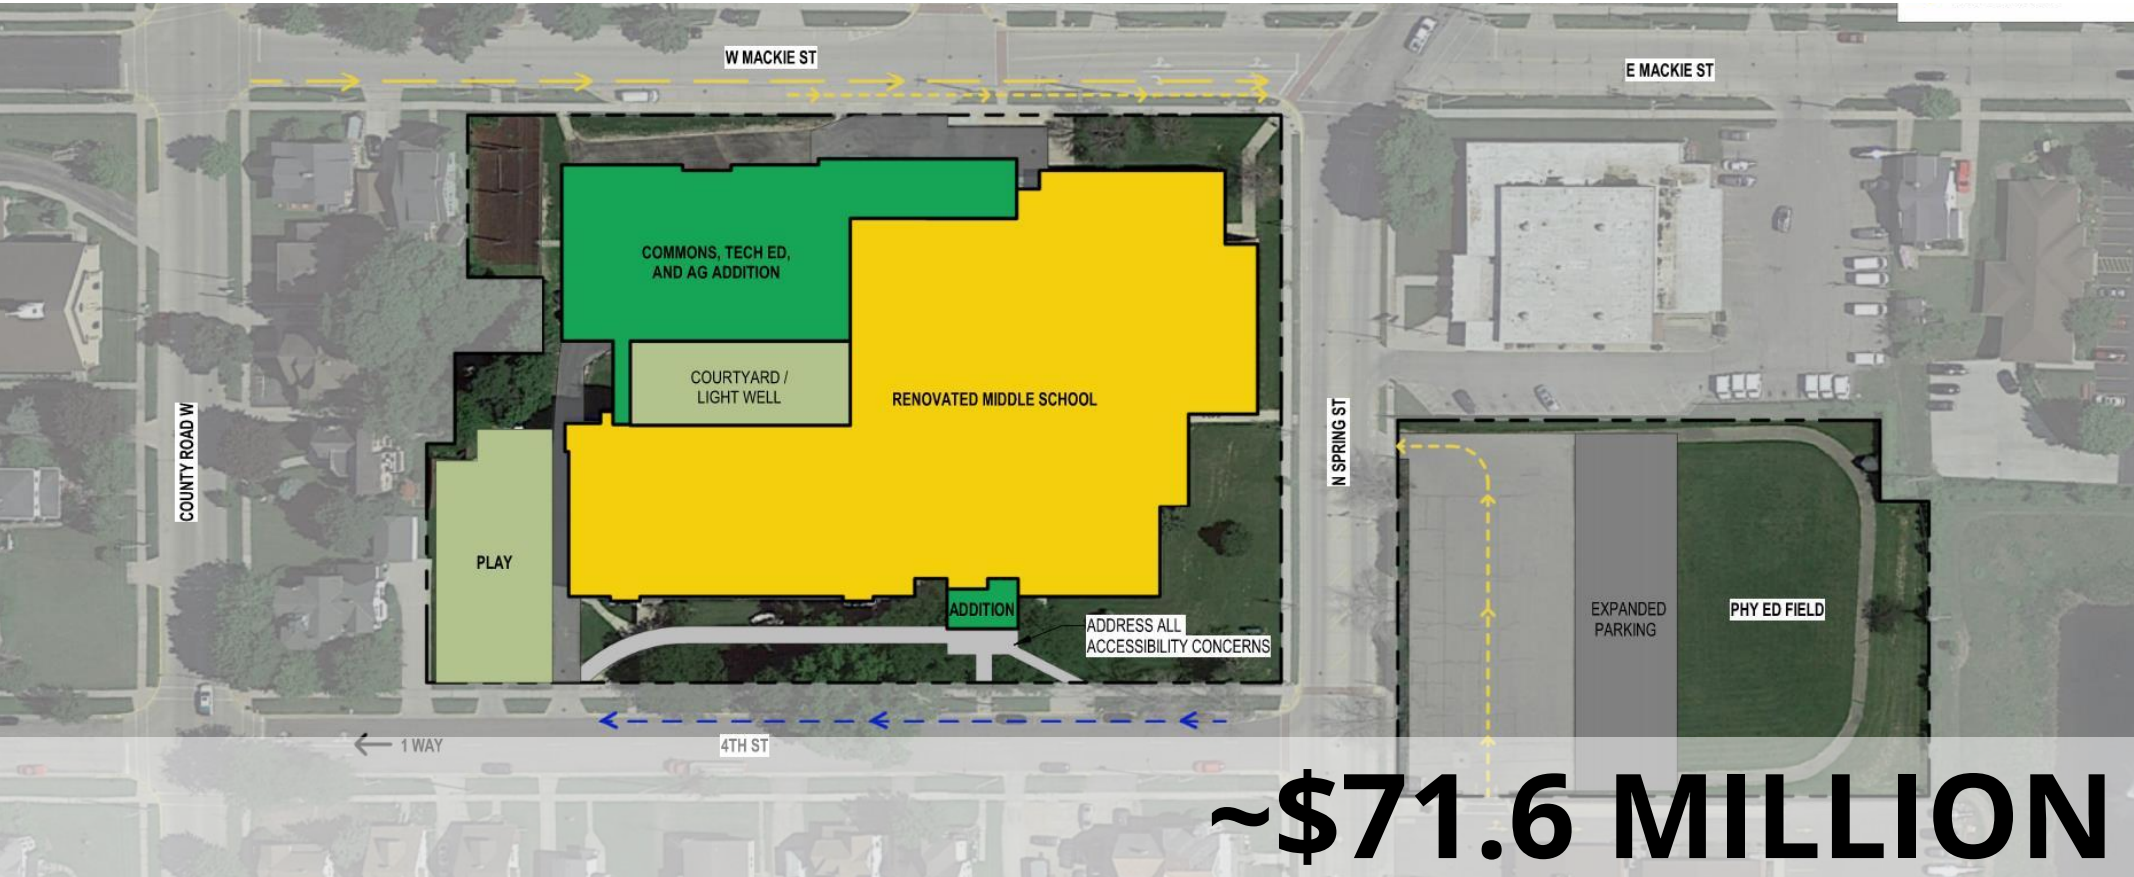 W MACKIE ST
E MACKIE ST
COMMONS, TECH ED,
AND AG ADDITION
COURTYARD /
LIGHT WELL
RENOVATED MIDDLE SCHOOL
COUNTY ROAD W
N SPRING ST
PLAY
ADDITION
ADDRESS ALL
ACCESSIBILITY CONCERNS
EXPANDED
PARKING
PHY ED FIELD
1 WAY
4TH ST
~$71.6 MILLION